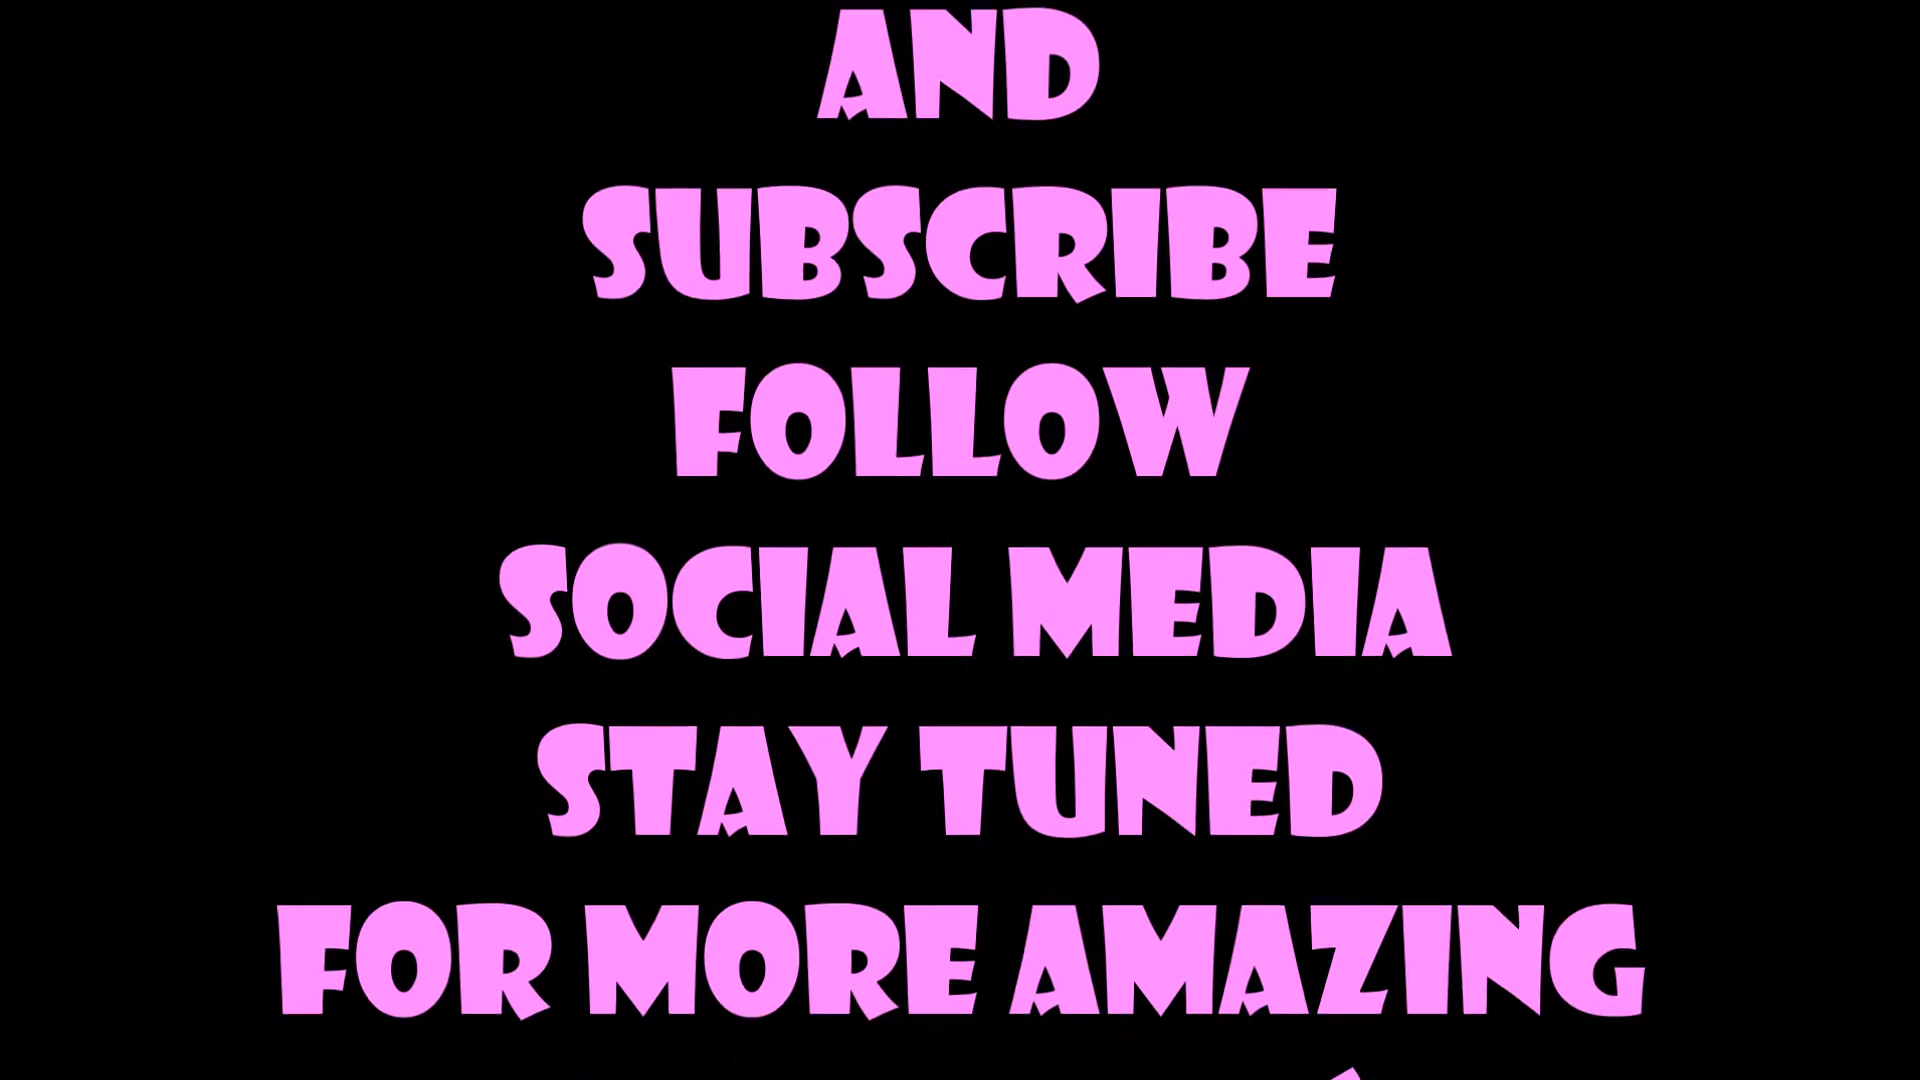 AND
SUBSCRIBE
FOLLOW
SOCIAL MEDIA
STAY TUNED
FOR MORE AMAZING